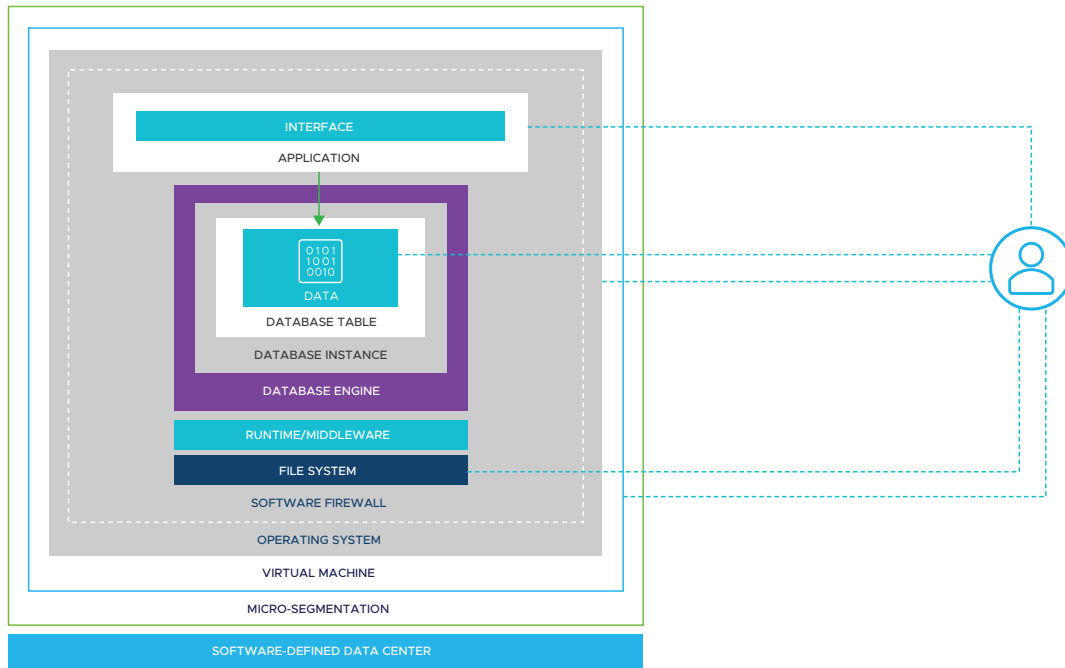 INTERFACE
APPLICATION
0101
1001
0010
DATA
DATABASE TABLE
DATABASE INSTANCE
DATABASE ENGINE
RUNTIME/MIDDLEWARE
FILE SYSTEM
SOFTWARE FIREWALL
OPERATING SYSTEM
VIRTUAL MACHINE
MICRO-SEGMENTATION
SOFTWARE-DEFINED DATA CENTER